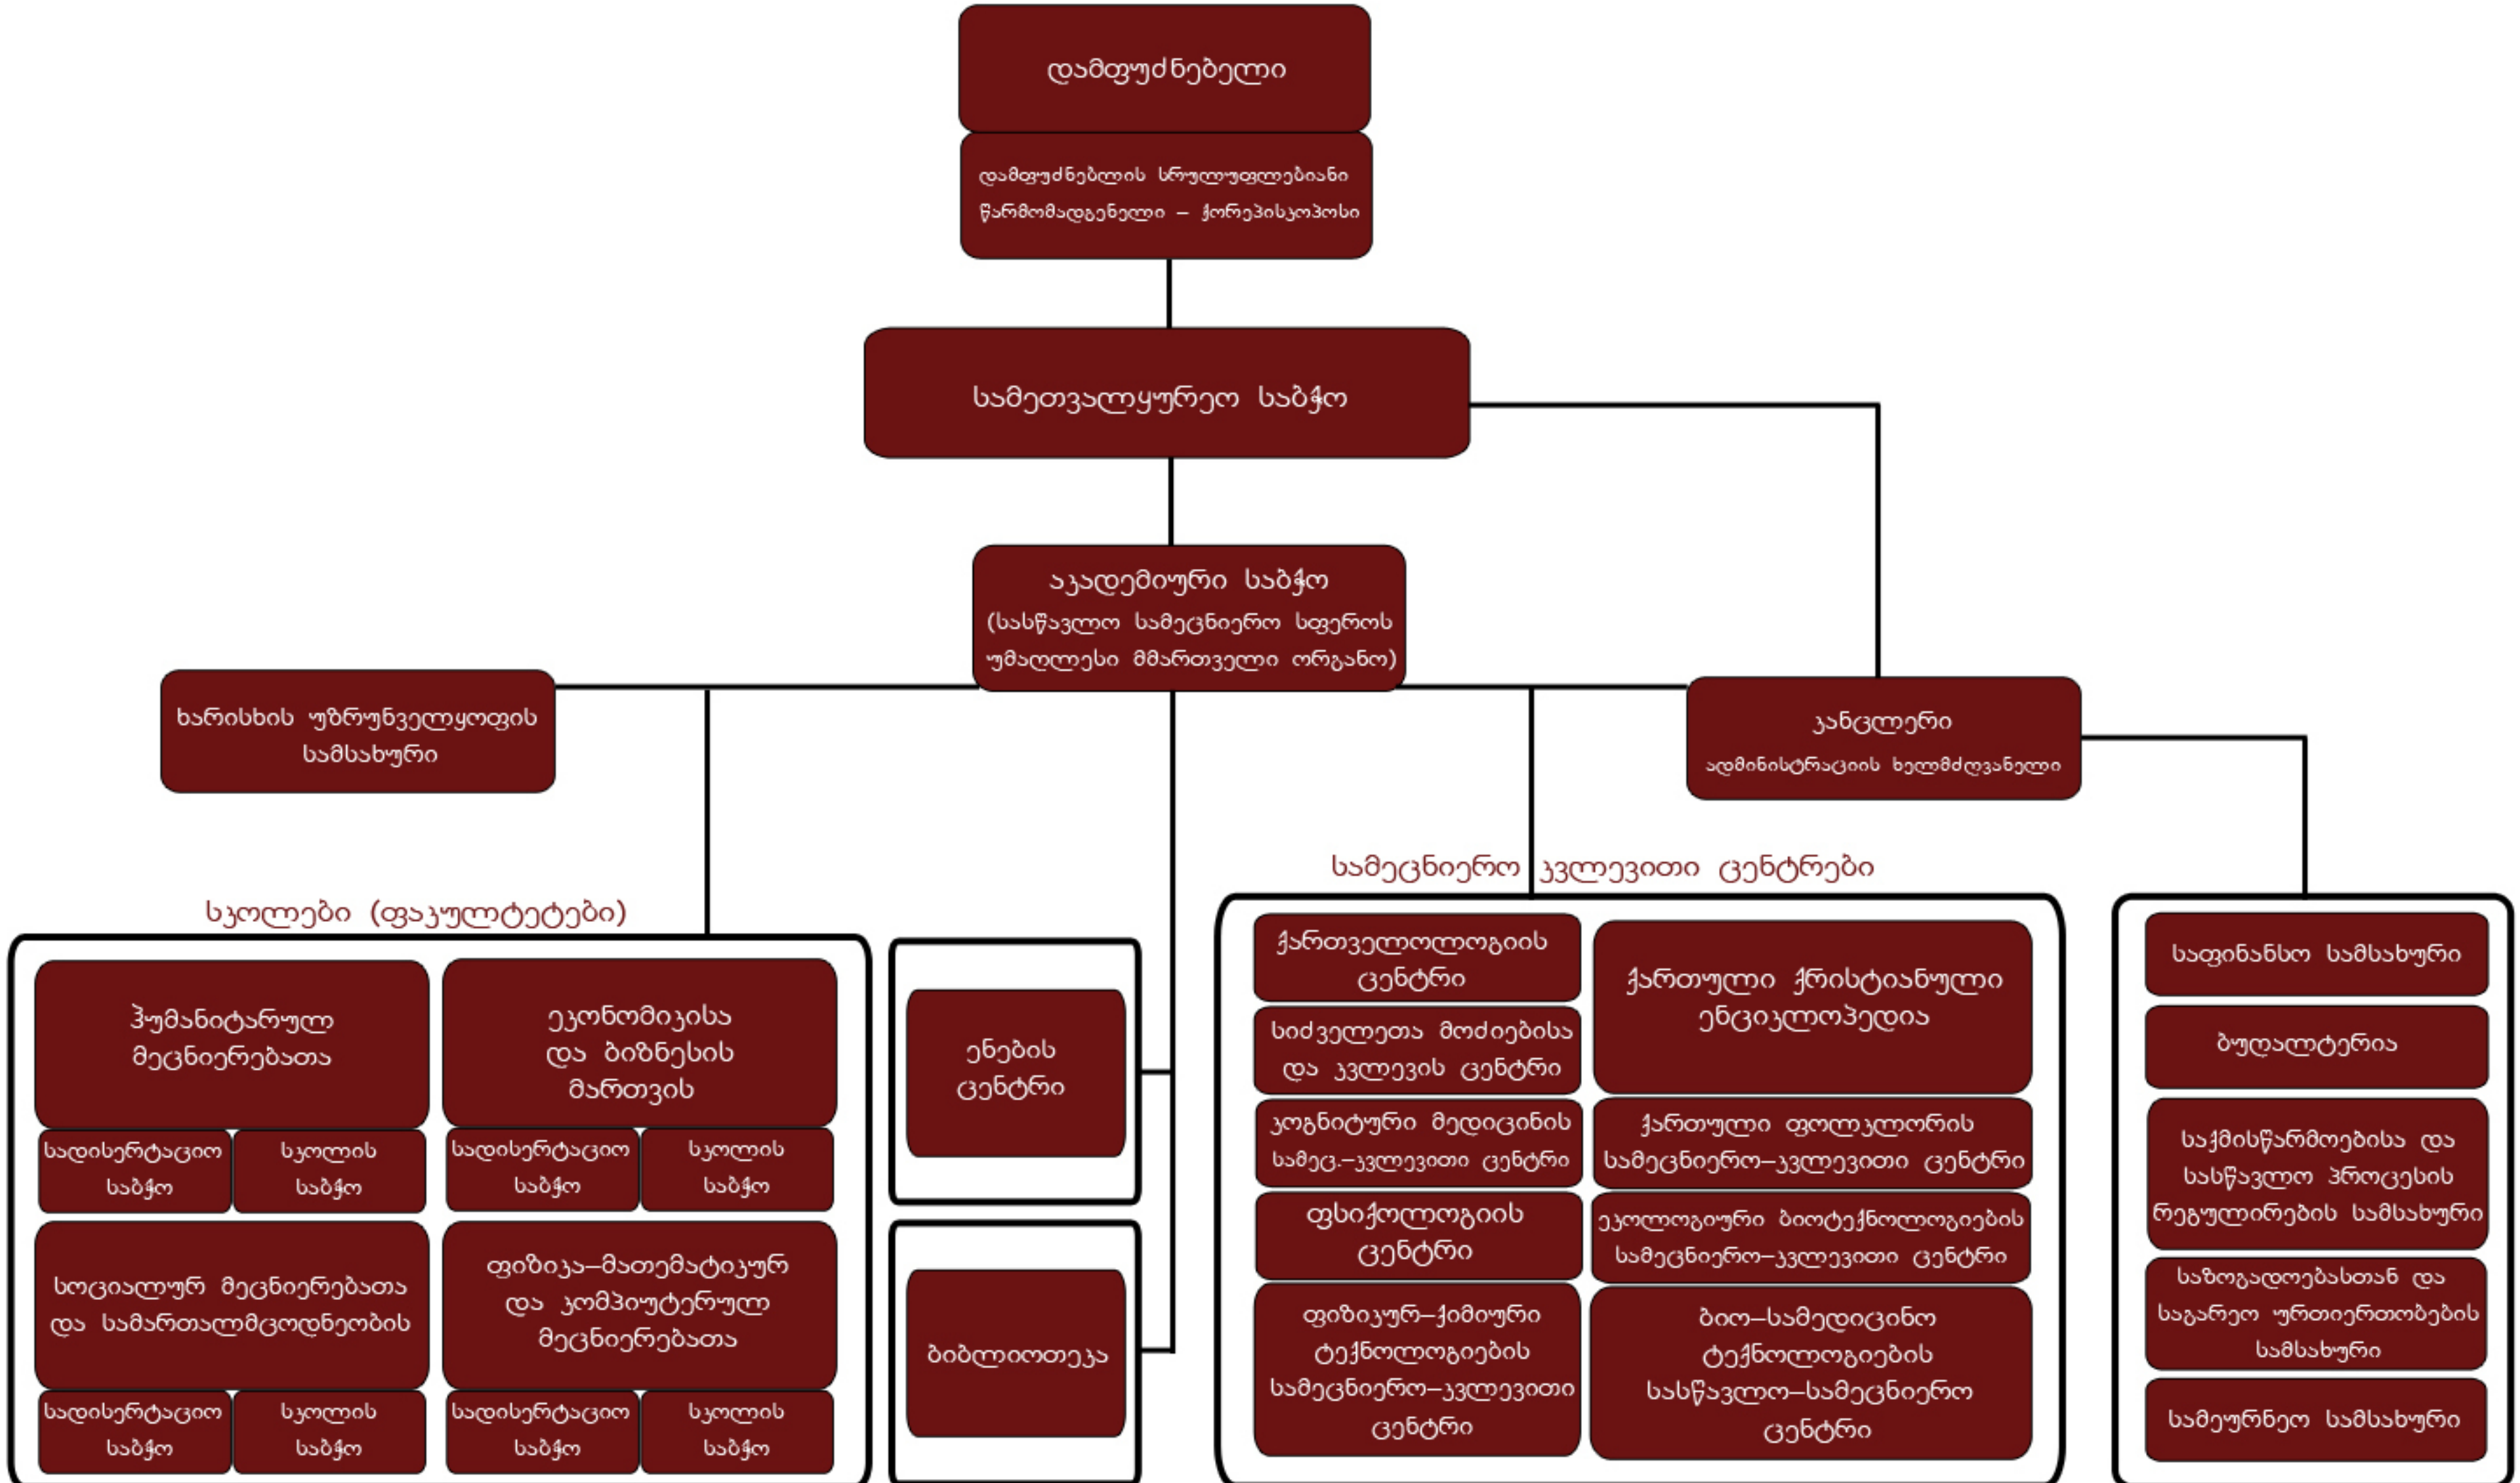 დამფუძნებელი
დამფუძნებლის სრულუფლებიანი
წარმომადგენელი – ქორეპისკოპოსი
სამეთვალყურეო საბჭო
აკადემიური საბჭო
(სასწავლო სამეცნიერო სფეროს
უმაღლესი მმართველი ორგანო)
ხარისხის უზრუნველყოფის
სამსახური
კანცლერი
ადმინისტრაციის ხელმძღვანელი
სკოლები (ფაკულტეტები)
ჰუმანიტარულ
მეცნიერებათა
სადისერტაციო
საბჭო
სკოლის
საბჭო
ეკონომიკისა
და ბიზნესის
მართვის
სადისერტაციო
საბჭო
სკოლის
საბჭო
სოციალურ მეცნიერებათა
და სამართალმცოდნეობის
სადისერტაციო
საბჭო
სკოლის
საბჭო
ფიზიკა–მათემატიკურ
და კომპიუტერულ
მეცნიერებათა
სადისერტაციო
საბჭო
სკოლის
საბჭო
ენების
ცენტრი
ბიბლიოთეკა
სამეცნიერო კვლევითი ცენტრები
ქართველოლოგიის
ცენტრი
სიძველეთა მოძიებისა
და კვლევის ცენტრი
კოგნიტური მედიცინის
სამეც.–კვლევითი ცენტრი
ფსიქოლოგიის
ცენტრი
ფიზიკურ–ქიმიური
ტექნოლოგიების
სამეცნიერო–კვლევითი
ცენტრი
ქართული ქრისტიანული
ენციკლოპედია
ქართული ფოლკლორის
სამეცნიერო–კვლევითი ცენტრი
ეკოლოგიური ბიოტექნოლოგიების
სამეცნიერო–კვლევითი ცენტრი
ბიო–სამედიცინო
ტექნოლოგიების
სასწავლო–სამეცნიერო
ცენტრი
საფინანსო სამსახური
ბუღალტერია
საქმისწარმოებისა და
სასწავლო პროცესის
რეგულირების სამსახური
საზოგადოებასთან და
საგარეო ურთიერთობების
სამსახური
სამეურნეო სამსახური